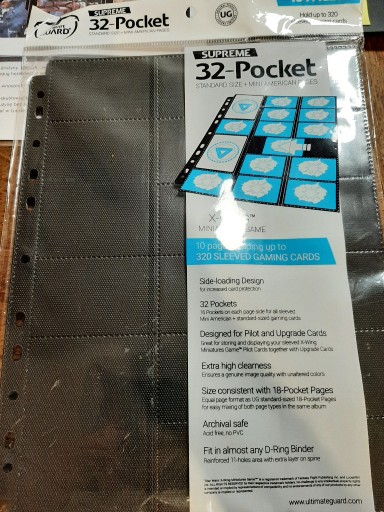 GUARD
SUPREME
32-Pocket
STANDARD SIZE + MINI AMERICAN PAGES
UG
Hold up to 320
SUPREME
32-Pocket
STANDARD SIZE + MINI AMERICAN PAGES
10 pages holding up to
320 SLEEVED GAMING CARDS
Side-loading Design
for increased card protection
32 Pockets
16 Pockets on each page side for all sleeved
Mini American + standard-sized gaming cards
Designed for Pilot and Upgrade Cards
Great for storing and displaying your sleeved X-Wing
Miniatures Game™ Pilot Cards together with Upgrade Cards
Extra high clearness
Ensures a genuine image quality with unaltered colors
Size consistent with 18-Pocket Pages
Equal page format as UG standard-sized 18-Pocket Pages
for easy mixing of both page types in the same album
Archival safe
Acid free, no PVC
Fit in almost any D-Ring Binder
Reinforced 11-holes area with extra layer on spine
www.ultimateguard.com